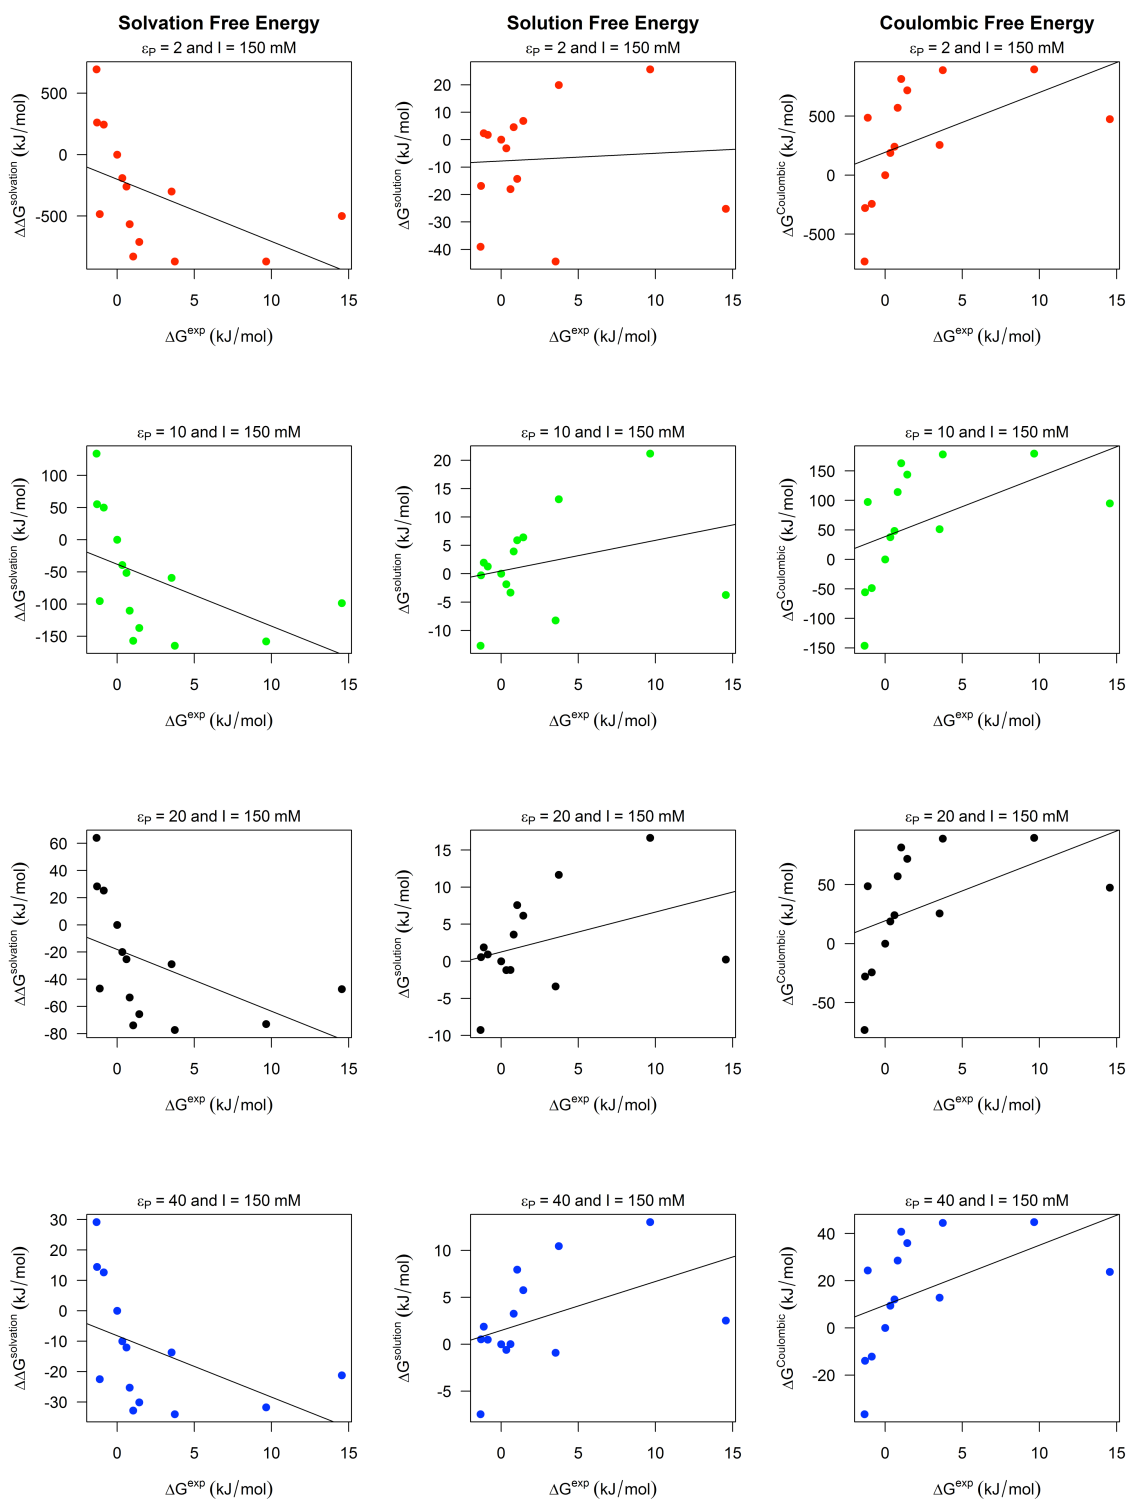 Solvation Free Energy
εP = 2 and I = 150 mM
ΔΔGsolvation (kJ/mol)
500
0
-500
0 5 10 15
ΔGexp (kJ/mol)
Solution Free Energy
εP = 2 and I = 150 mM
ΔGsolution (kJ/mol)
20
10
0
-10
-20
-30
-40
0 5 10 15
ΔGexp (kJ/mol)
Coulombic Free Energy
εP = 2 and I = 150 mM
ΔGCoulombic (kJ/mol)
500
0
-500
0 5 10 15
ΔGexp (kJ/mol)
εP = 10 and I = 150 mM
ΔΔGsolvation (kJ/mol)
100
50
0
-50
-100
-150
0 5 10 15
ΔGexp (kJ/mol)
εP = 10 and I = 150 mM
ΔGsolution (kJ/mol)
20
15
10
5
0
-5
-10
0 5 10 15
ΔGexp (kJ/mol)
εP = 10 and I = 150 mM
ΔGCoulombic (kJ/mol)
150
100
50
0
-50
-100
-150
0 5 10 15
ΔGexp (kJ/mol)
εP = 20 and I = 150 mM
ΔΔGsolvation (kJ/mol)
60
40
20
0
-20
-40
-60
-80
0 5 10 15
ΔGexp (kJ/mol)
εP = 20 and I = 150 mM
ΔGsolution (kJ/mol)
15
10
5
0
-5
-10
0 5 10 15
ΔGexp (kJ/mol)
εP = 20 and I = 150 mM
ΔGCoulombic (kJ/mol)
50
0
-50
0 5 10 15
ΔGexp (kJ/mol)
εP = 40 and I = 150 mM
ΔΔGsolvation (kJ/mol)
30
20
10
0
-10
-20
-30
0 5 10 15
ΔGexp (kJ/mol)
εP = 40 and I = 150 mM
ΔGsolution (kJ/mol)
10
5
0
-5
0 5 10 15
ΔGexp (kJ/mol)
εP = 40 and I = 150 mM
ΔGCoulombic (kJ/mol)
40
20
0
-20
0 5 10 15
ΔGexp (kJ/mol)